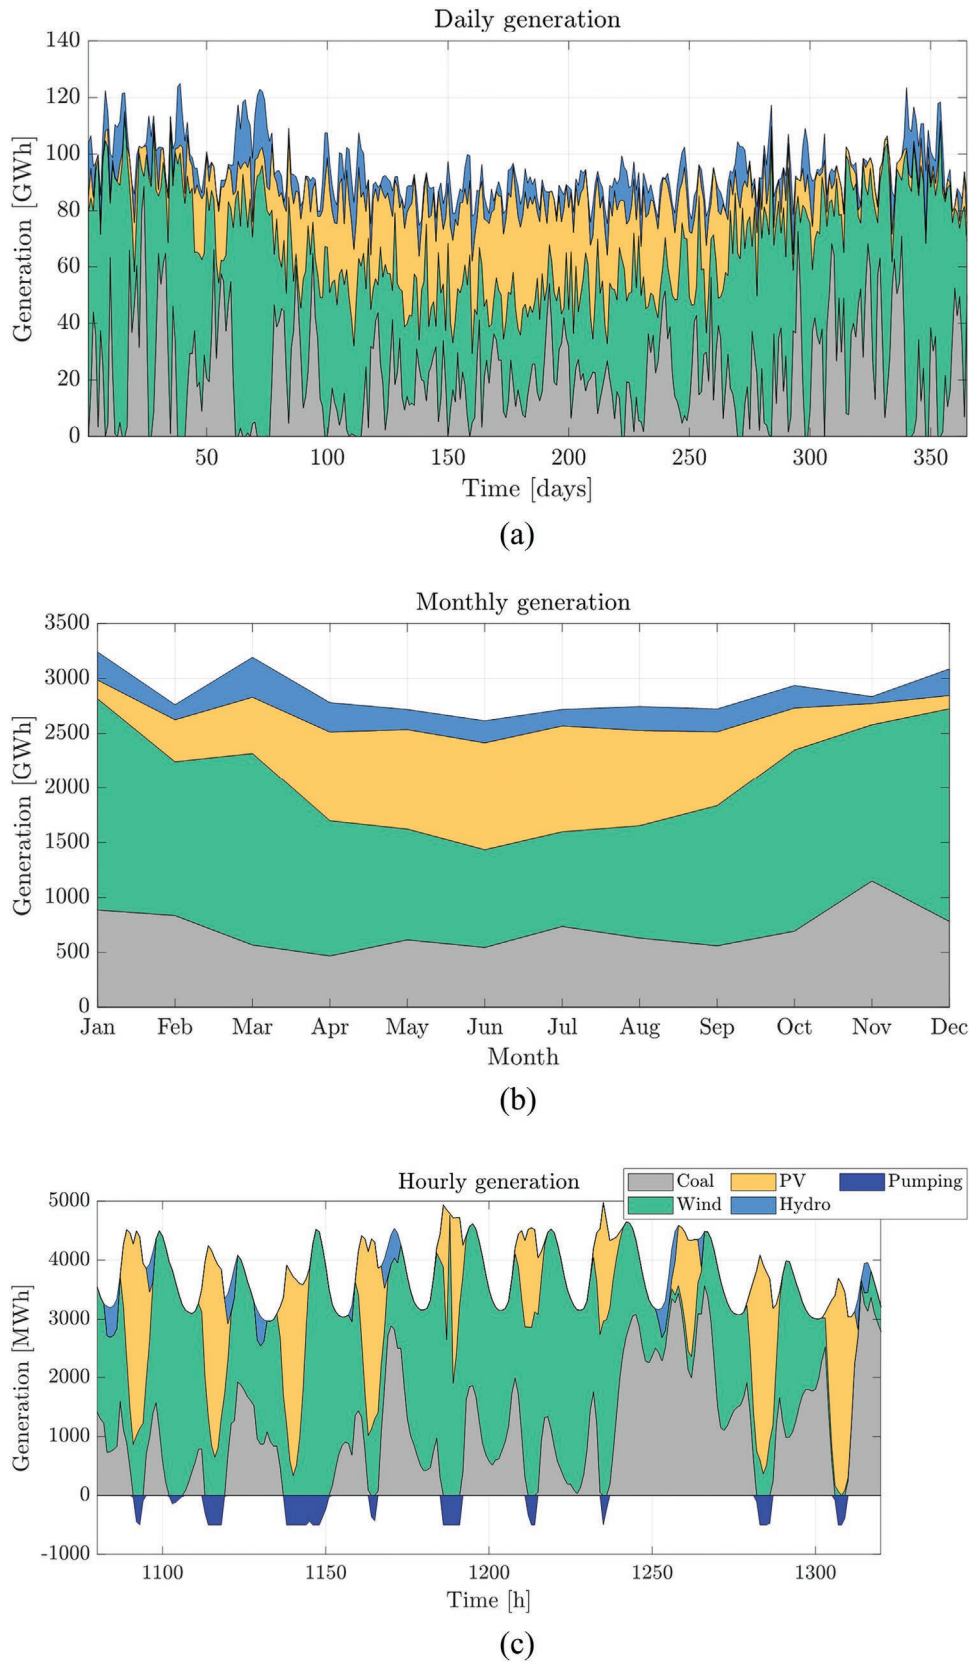 Daily generation
140
120
100
80
60
40
20
0
Generation [GWh]
50 100 150 200 250 300 350
Time [days]
(a)
Monthly generation
3500
3000
2500
2000
1500
1000
500
0
Generation [GWh]
Jan Feb Mar Apr May Jun Jul Aug Sep Oct Nov Dec
Month
(b)
Hourly generation
Coal PV Pumping
Wind Hydro
5000
4000
3000
2000
1000
0
-1000
Generation [MWh]
1100 1150 1200 1250 1300
Time [h]
(c)